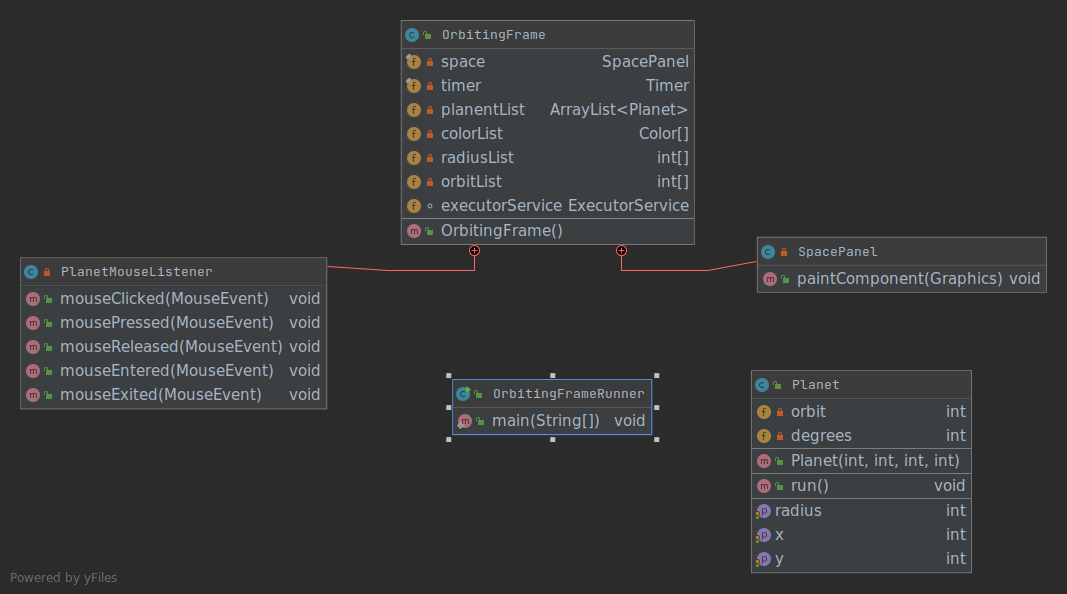 OrbitingFrame
space SpacePanel
timer Timer
planentList ArrayList<Planet>
colorList Color[]
radiusList int[]
orbitList int[]
executorService ExecutorService
OrbitingFrame()
PlanetMouseListener
mouseClicked(MouseEvent) void
mousePressed(MouseEvent) void
mouseReleased(MouseEvent) void
mouseEntered(MouseEvent) void
mouseExited(MouseEvent) void
SpacePanel
paintComponent(Graphics) void
OrbitingFrameRunner
main(String[]) void
Planet
orbit int
degrees int
Planet(int, int, int, int)
run() void
radius int
x int
y int
Powered by yFiles